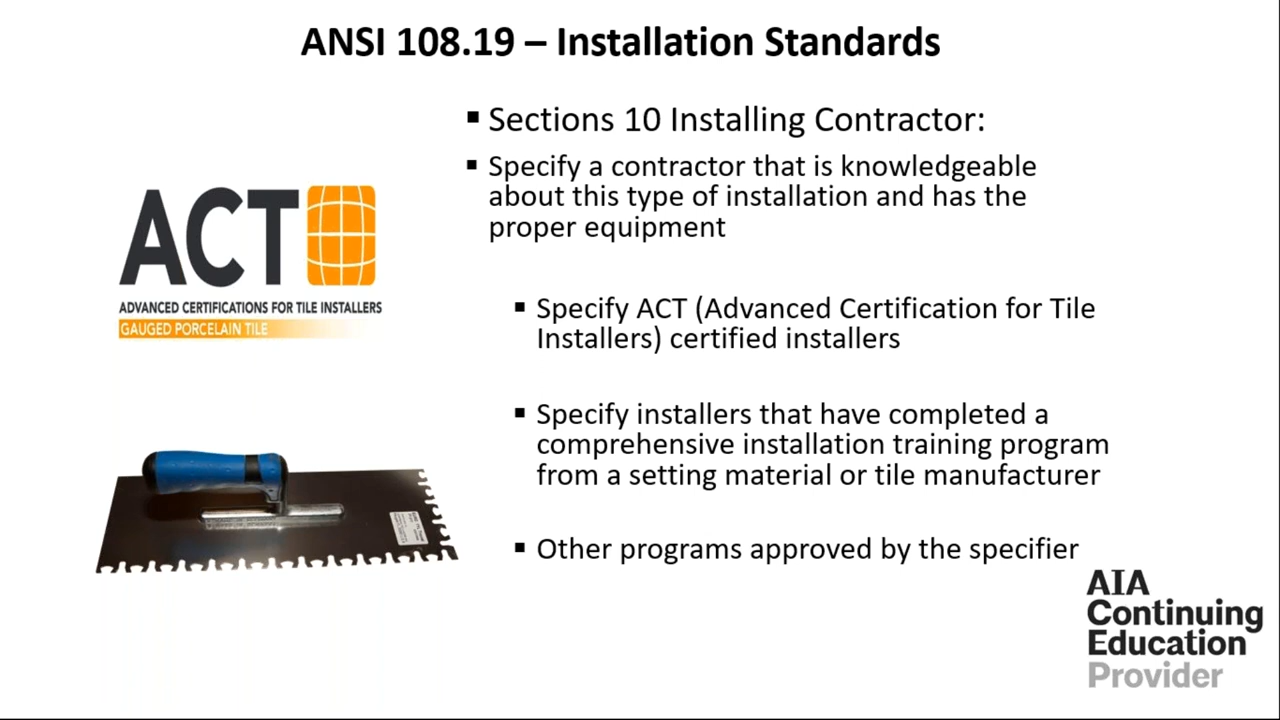 ANSI 108.19 – Installation Standards
▪ Sections 10 Installing Contractor:
▪ Specify a contractor that is knowledgeable
about this type of installation and has the
proper equipment
ACT
ADVANCED CERTIFICATIONS FOR TILE INSTALLERS
GAUGED PORCELAIN TILE
▪ Specify ACT (Advanced Certification for Tile
Installers) certified installers
▪ Specify installers that have completed a
comprehensive installation training program
from a setting material or tile manufacturer
▪ Other programs approved by the specifier
AIA
Continuing
Education
Provider